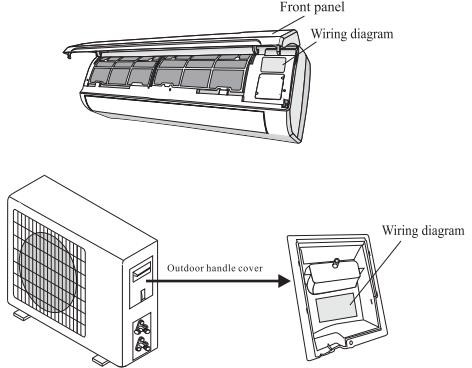 Front panel
Wiring diagram
Wiring diagram
Outdoor handle cover